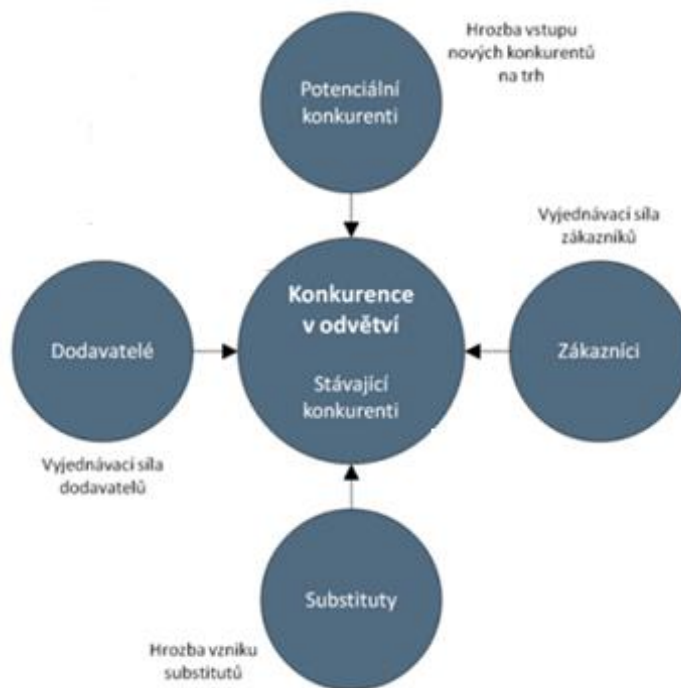 Hrozba vstupu
nových konkurentů
na trh
Potenciální
konkurenti
Vyjednávací síla
zákazníků
Konkurence
v odvětví
Stávající
konkurenti
Dodavatelé
Zákazníci
Vyjednávací síla
dodavatelů
Substituty
Hrozba vzniku
substitutů